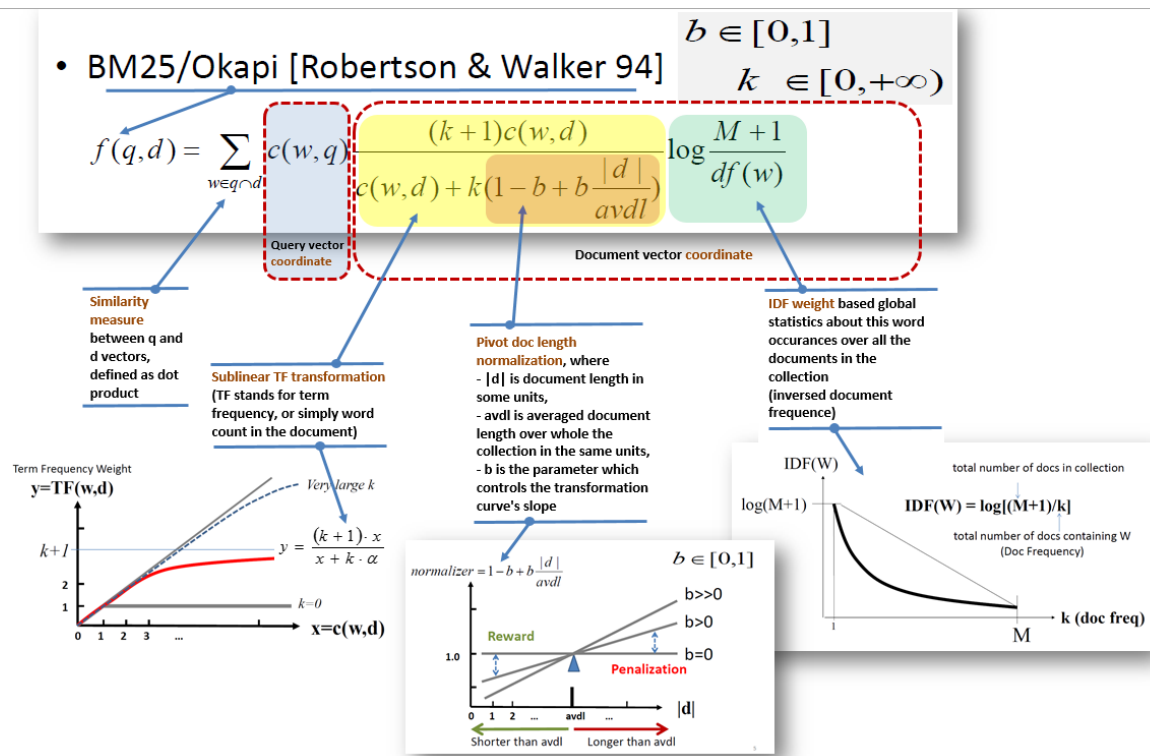 • BM25/Okapi [Robertson & Walker 94]
b ∈ [0,1]
k ∈ [0,+∞)
f(q,d) = ∑ w∈q∩d c(w,q) (k+1)c(w,d) / c(w,d) + k(1−b+b |d| / avdl) log M+1 / df(w)
Query vector
coordinate
Document vector coordinate
Similarity
measure
between q and
d vectors,
defined as dot
product
Sublinear TF transformation
(TF stands for term
frequency, or simply word
count in the document)
Pivot doc length
normalization, where
- |d| is document length in
some units,
- avdl is averaged document
length over whole the
collection in the same units,
- b is the parameter which
controls the transformation
curve's slope
IDF weight based global
statistics about this word
occurances over all the
documents in the
collection
(inversed document
frequence)
Term Frequency Weight
y=TF(w,d)
Very large k
k+1
y = (k+1)·x / x + k·α
2
1
k=0
0 1 2 3 ...
x=c(w,d)
normalizer = 1−b+b |d| / avdl
b ∈ [0,1]
b>>0
b>0
b=0
Reward
1.0
Penalization
0 1 2 ... avdl ...
|d|
Shorter than avdl
Longer than avdl
IDF(W)
total number of docs in collection
log(M+1)
IDF(W) = log[(M+1)/k]
total number of docs containing W
(Doc Frequency)
k (doc freq)
1
M